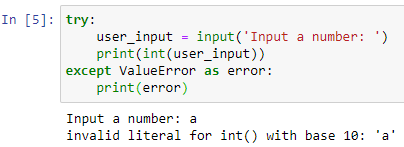 In [5]: try:
    user_input = input('Input a number: ')
    print(int(user_input))
except ValueError as error:
    print(error)
Input a number: a
invalid literal for int() with base 10: 'a'